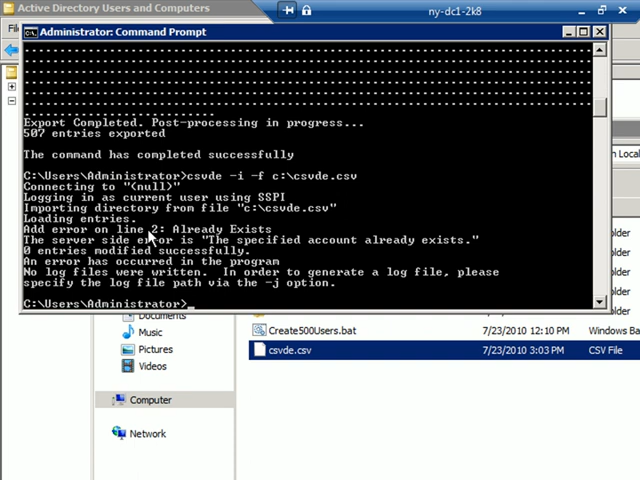 Active Directory Users and Computers
ny-dc1-2k8
Administrator: Command Prompt
Export Completed. Post-processing in progress...
507 entries exported
The command has completed successfully
C:\Users\Administrator>csvde -i -f c:\csvde.csv
Connecting to "(null)"
Logging in as current user using SSPI
Importing directory from file "c:\csvde.csv"
Loading entries.
Add error on line 2: Already Exists
The server side error is "The specified account already exists."
0 entries modified successfully.
An error has occurred in the program
No log files were written.  In order to generate a log file, please
specify the log file path via the -j option.
C:\Users\Administrator>_
n Local
older
older
older
older
older
Documents
Music
Create500Users.bat
7/23/2010 12:10 PM
Windows Ba
Pictures
csvde.csv
7/23/2010 3:03 PM
CSV File
Videos
Computer
Network